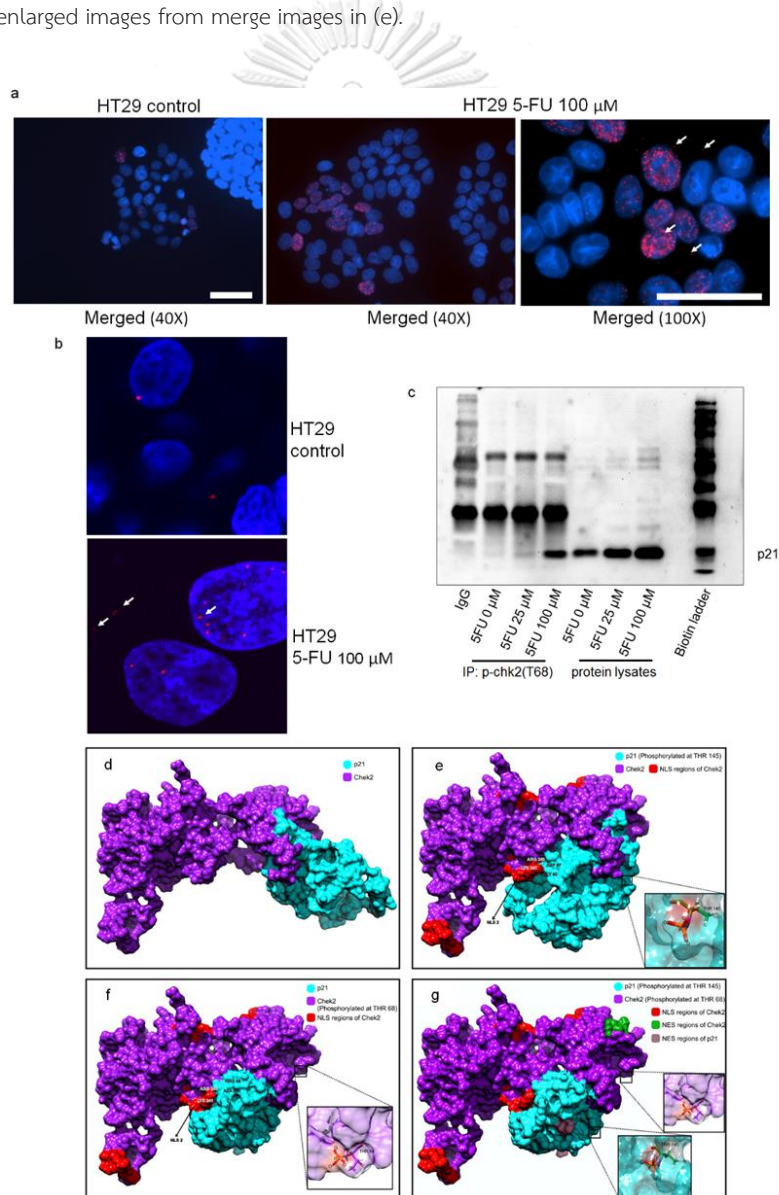 enlarged images from merge images in (e).
a
HT29 control
HT29 5-FU 100 μM
Merged (40X)
Merged (40X)
Merged (100X)
b
HT29
control
HT29
5-FU 100 μM
c
p21
IgG
5FU 0 μM
5FU 25 μM
5FU 100 μM
5FU 0 μM
5FU 25 μM
5FU 100 μM
Biotin ladder
IP: p-chk2(T68)
protein lysates
d
p21
Chek2
e
p21 (Phosphorylated at THR 145)
Chek2
NLS regions of Chek2
NLS 2
f
p21
Chek2
(Phosphorylated at THR 68)
NLS regions of Chek2
NLS 2
g
p21 (Phosphorylated at THR 145)
Chek2 (Phosphorylated at THR 68)
NLS regions of Chek2
NES regions of Chek2
NES regions of p21